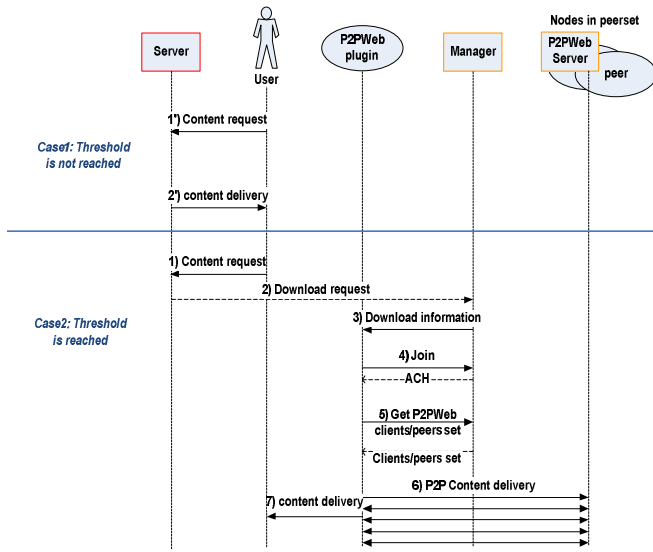 Nodes in peerset
Server
User
P2PWeb
plugin
Manager
P2PWeb
Server
peer
1') Content request
Case1: Threshold
is not reached
2') content delivery
1) Content request
2) Download request
3) Download information
Case2; Threshold
is reached
4) Join
ACH
5) Get P2PWeb
clients/peers set
Clients/peers set
6) P2P Content delivery
7) content delivery